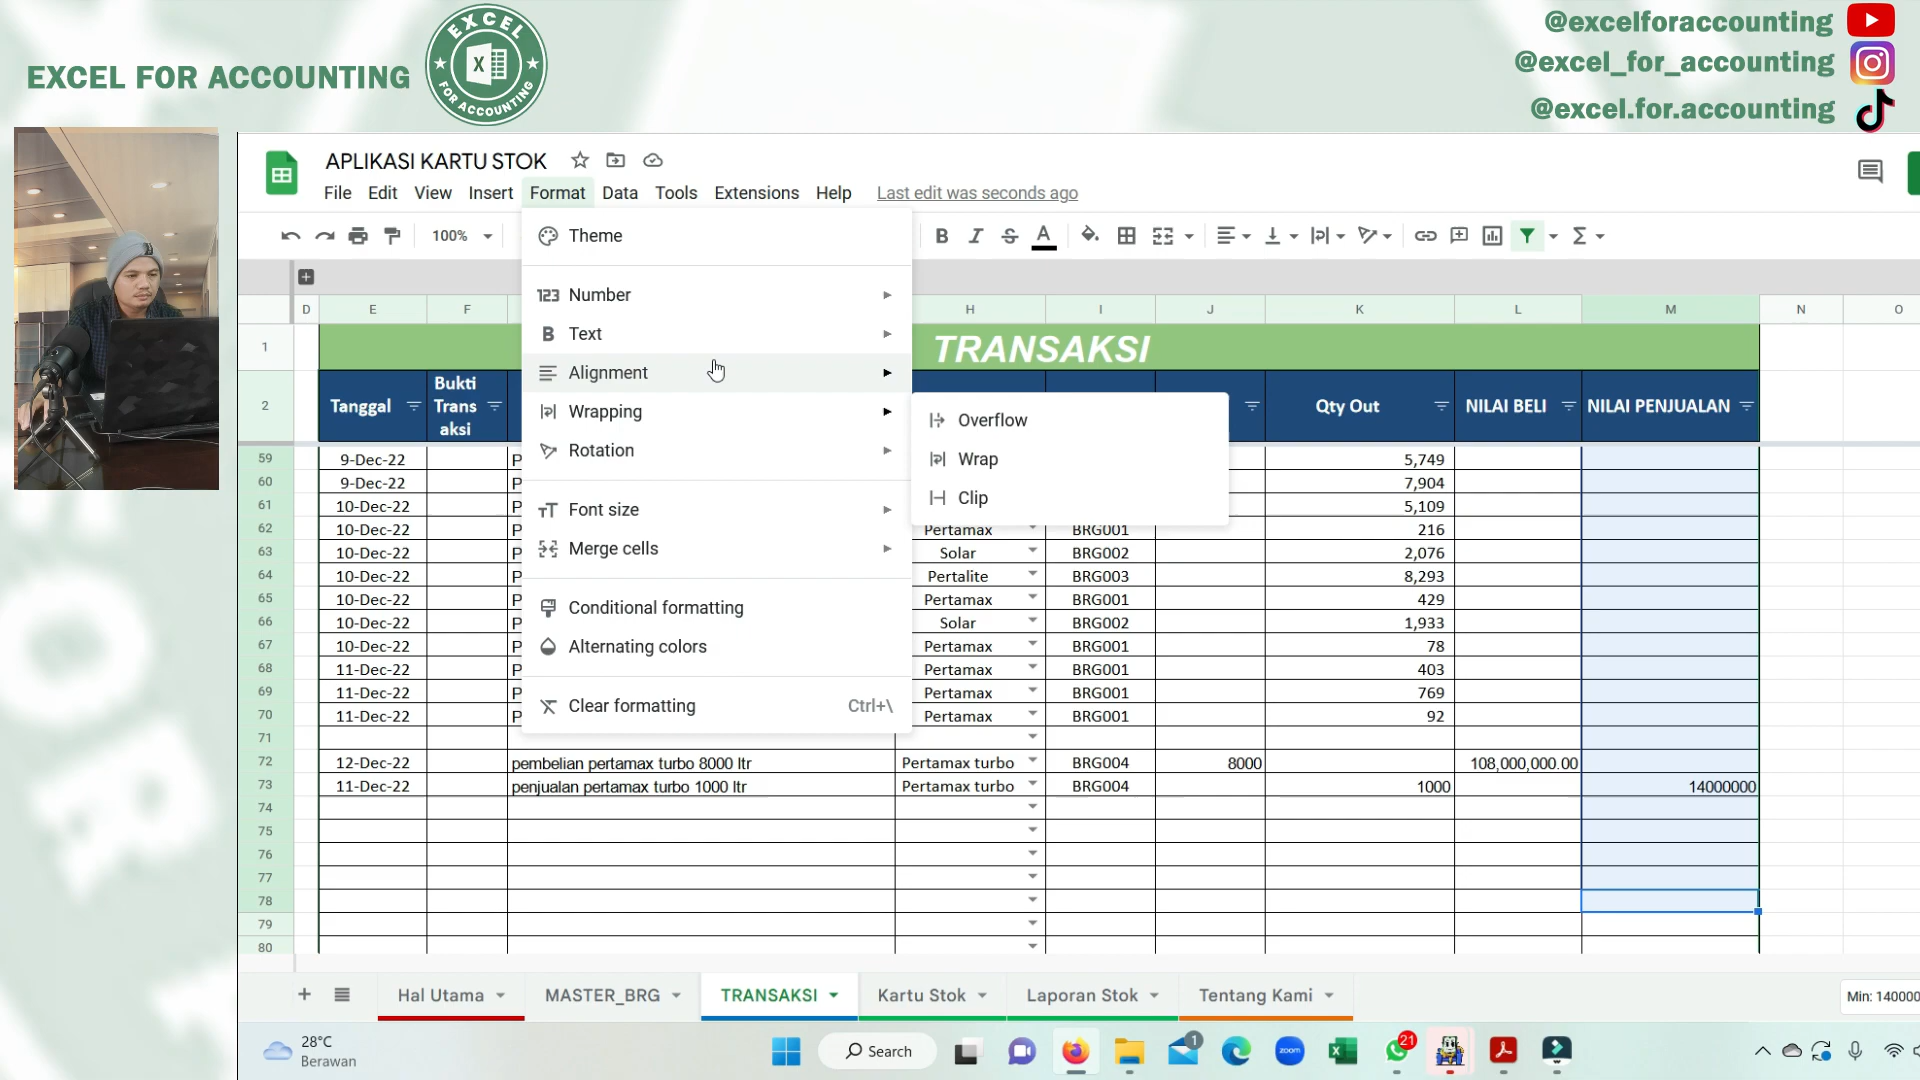 EXCEL FOR ACCOUNTING
EXCEL
FOR ACCOUNTING
@excelforaccounting
@excel_for_accounting
@excel.for.accounting
APLIKASI KARTU STOK
File Edit View Insert Format Data Tools Extensions Help Last edit was seconds ago
100%
Theme
123 Number
Text
Alignment
Wrapping
Rotation
Font size
Merge cells
Conditional formatting
Alternating colors
Clear formatting Ctrl+\
Overflow
Wrap
Clip
D E F H I J K L M N O
1 TRANSAKSI
2 Tanggal Bukti Trans aksi Qty Out NILAI BELI NILAI PENJUALAN
59 9-Dec-22 P 5,749
60 9-Dec-22 P 7,904
61 10-Dec-22 P 5,109
62 10-Dec-22 P Pertamax BRG001 216
63 10-Dec-22 P Solar BRG002 2,076
64 10-Dec-22 P Pertalite BRG003 8,293
65 10-Dec-22 P Pertamax BRG001 429
66 10-Dec-22 P Solar BRG002 1,933
67 10-Dec-22 P Pertamax BRG001 78
68 11-Dec-22 P Pertamax BRG001 403
69 11-Dec-22 P Pertamax BRG001 769
70 11-Dec-22 P Pertamax BRG001 92
71
72 12-Dec-22 pembelian pertamax turbo 8000 ltr Pertamax turbo BRG004 8000 108,000,000.00
73 11-Dec-22 penjualan pertamax turbo 1000 ltr Pertamax turbo BRG004 1000 14000000
74
75
76
77
78
79
80
Hal Utama MASTER_BRG TRANSAKSI Kartu Stok Laporan Stok Tentang Kami Min: 140000
28°C
Berawan
Search
1
zoom
21